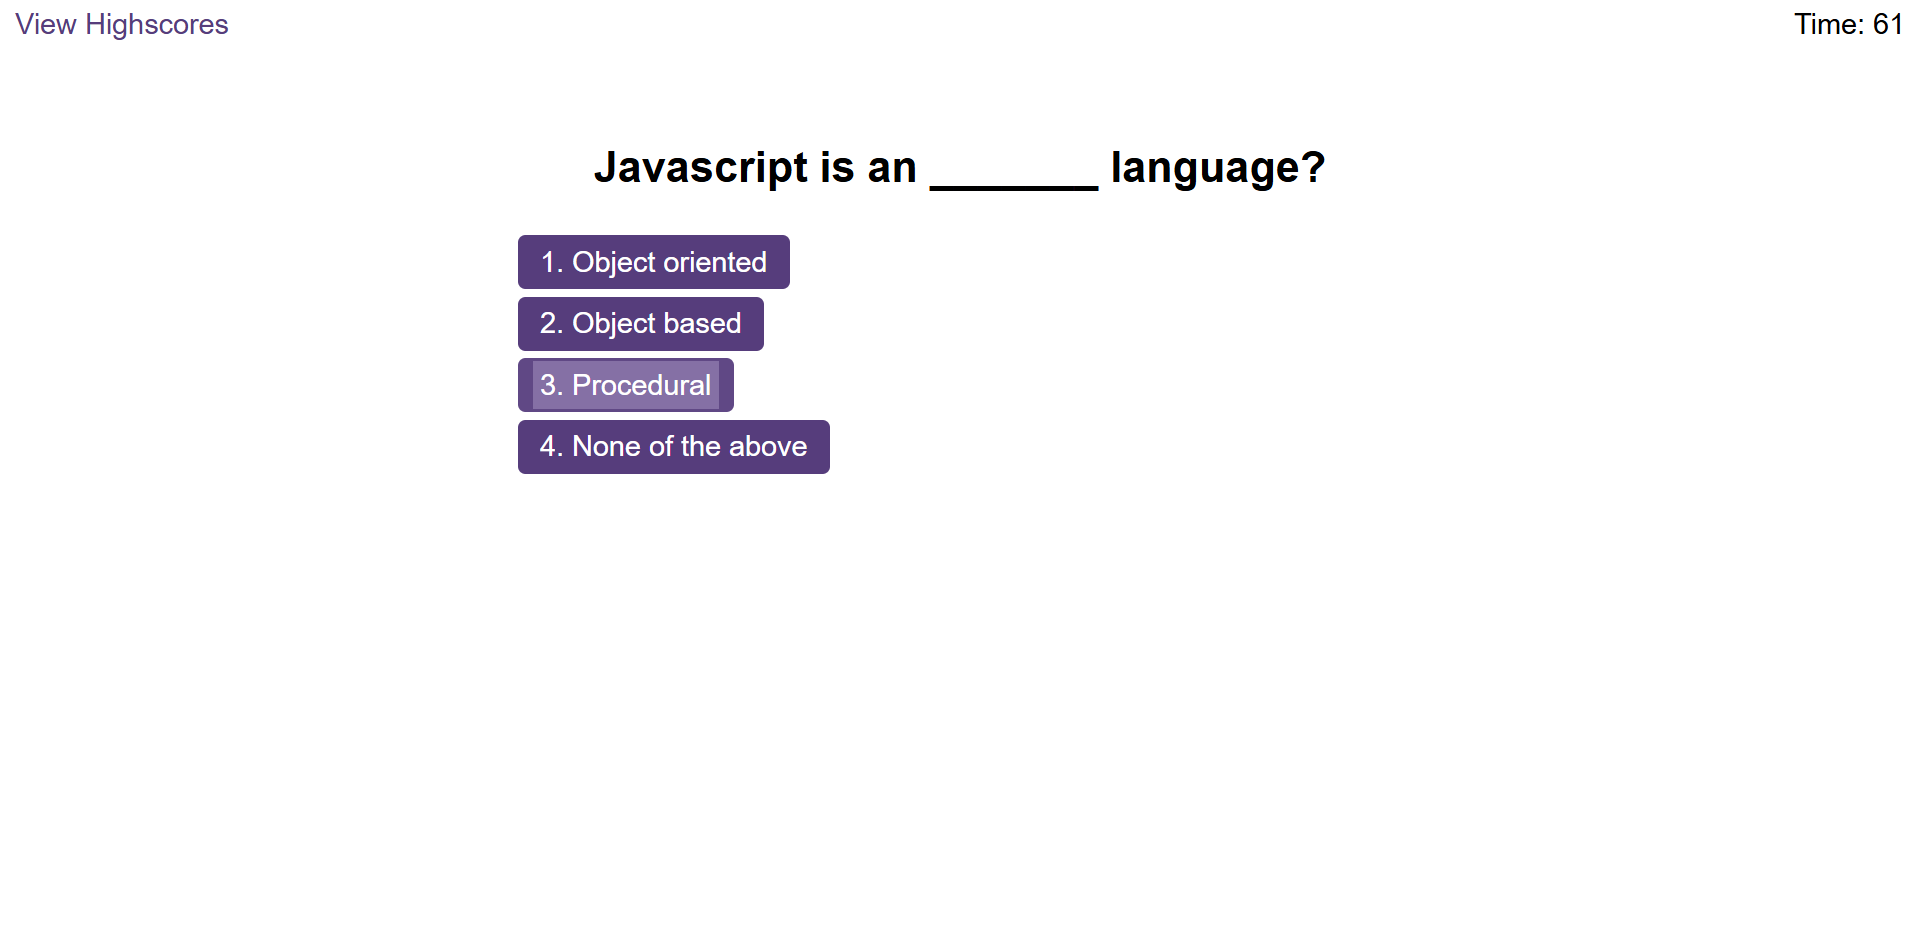 View Highscores
Time: 61
Javascript is an _______ language?
1. Object oriented
2. Object based
3. Procedural
4. None of the above